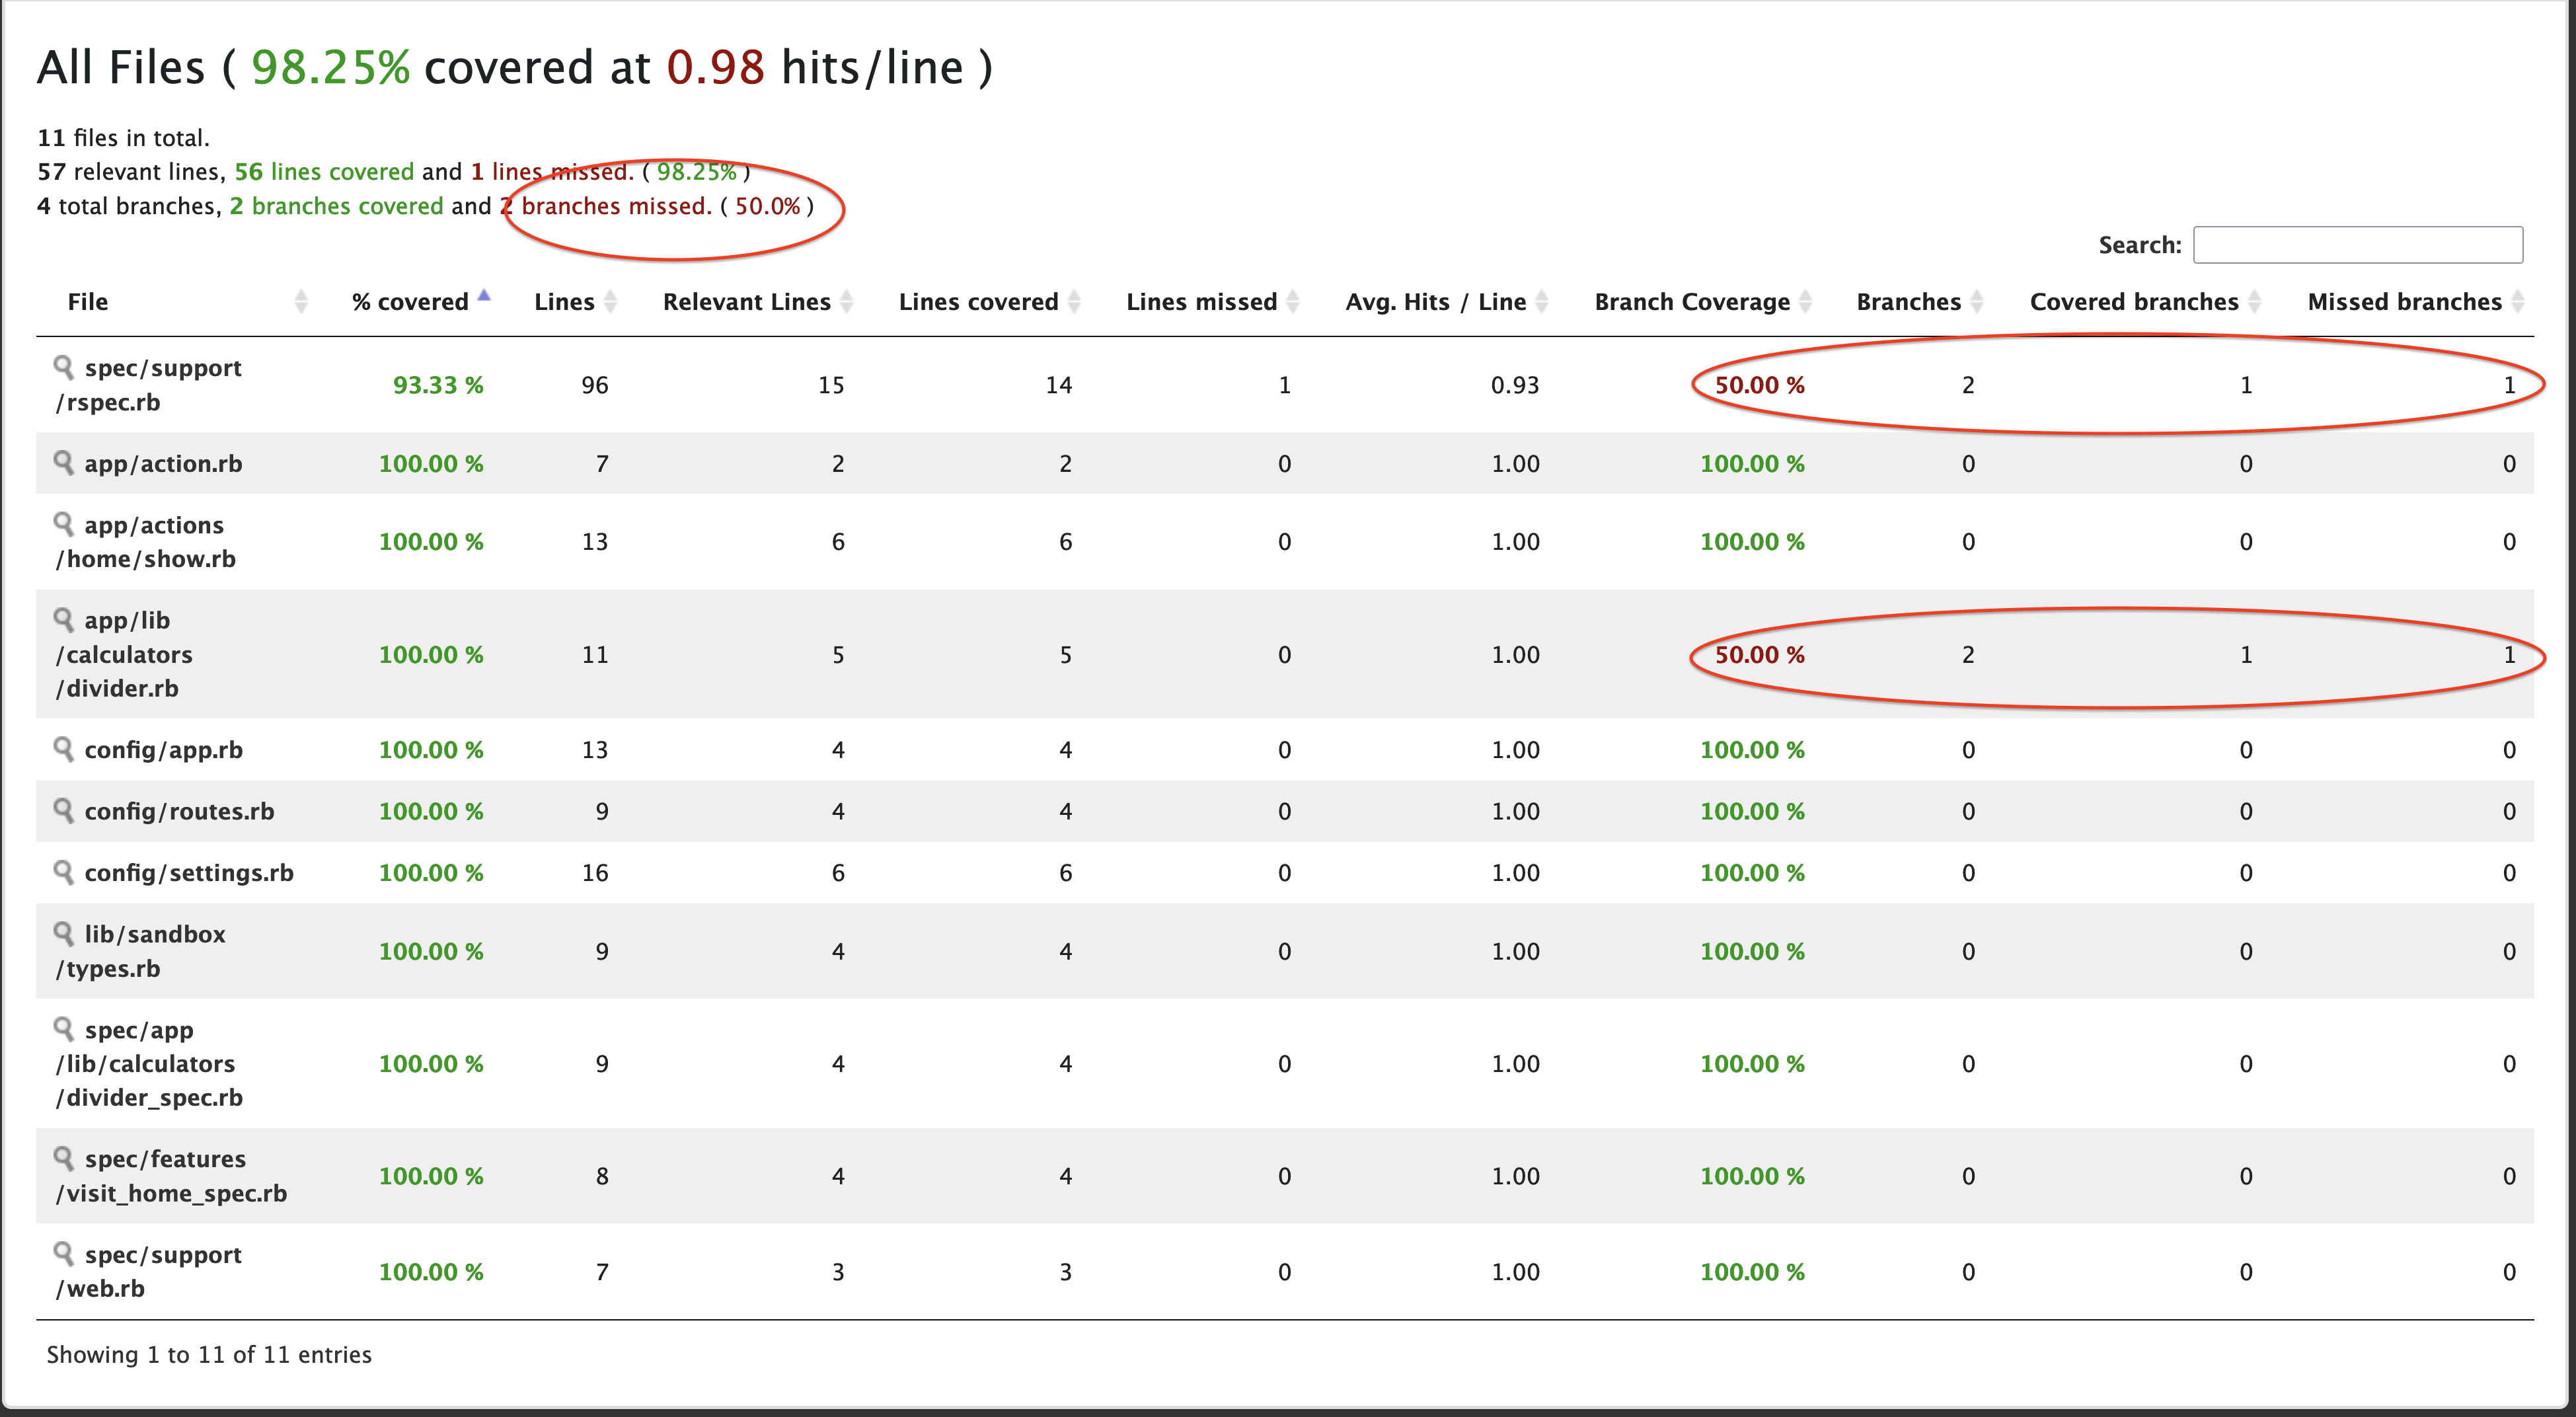 All Files ( 98.25% covered at 0.98 hits/line )
11 files in total.
57 relevant lines, 56 lines covered and 1 lines missed. ( 98.25% )
4 total branches, 2 branches covered and 2 branches missed. ( 50.0% )
Search:
File % covered Lines Relevant Lines Lines covered Lines missed Avg. Hits / Line Branch Coverage Branches Covered branches Missed branches
spec/support
/rspec.rb 93.33 % 96 15 14 1 0.93 50.00 % 2 1 1
app/action.rb 100.00 % 7 2 2 0 1.00 100.00 % 0 0 0
app/actions
/home/show.rb 100.00 % 13 6 6 0 1.00 100.00 % 0 0 0
app/lib
/calculators 100.00 % 11 5 5 0 1.00 50.00 % 2 1 1
/divider.rb
config/app.rb 100.00 % 13 4 4 0 1.00 100.00 % 0 0 0
config/routes.rb 100.00 % 9 4 4 0 1.00 100.00 % 0 0 0
config/settings.rb 100.00 % 16 6 6 0 1.00 100.00 % 0 0 0
lib/sandbox
/types.rb 100.00 % 9 4 4 0 1.00 100.00 % 0 0 0
spec/app
/lib/calculators 100.00 % 9 4 4 0 1.00 100.00 % 0 0 0
/divider_spec.rb
spec/features
/visit_home_spec.rb 100.00 % 8 4 4 0 1.00 100.00 % 0 0 0
spec/support
/web.rb 100.00 % 7 3 3 0 1.00 100.00 % 0 0 0
Showing 1 to 11 of 11 entries